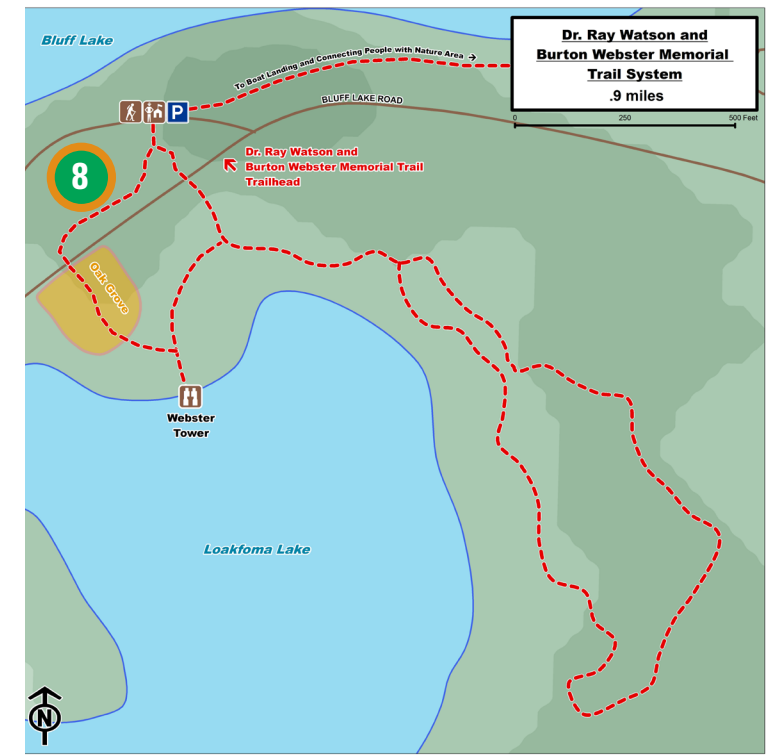 Bluff Lake
Dr. Ray Watson and
Burton Webster Memorial
Trail System
.9 miles
To Boat Landing and Connecting People with Nature Area →
0 250 500 Feet
P
BLUFF LAKE ROAD
Dr. Ray Watson and
Burton Webster Memorial Trail
Trailhead
8
Oak Grove
Webster
Tower
Loakfoma Lake
N